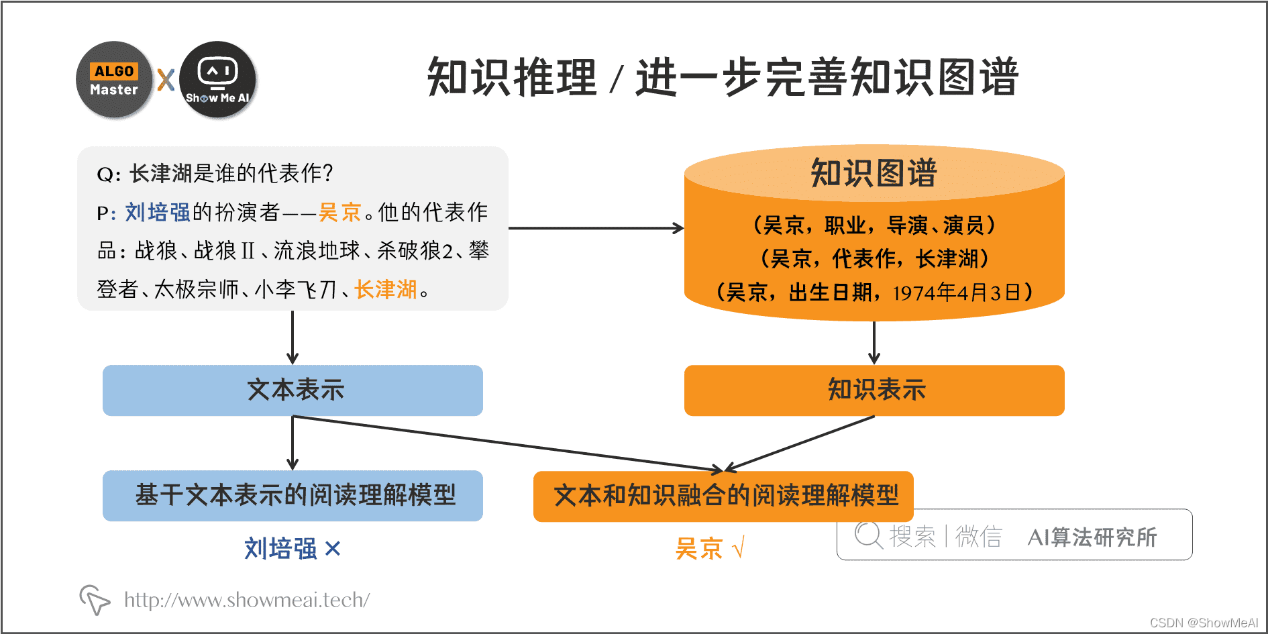 ALGO
Master
X
Show Me AI
知识推理 / 进一步完善知识图谱
Q: 长津湖是谁的代表作?
P: 刘培强的扮演者——吴京。他的代表作
品: 战狼、战狼Ⅱ、流浪地球、杀破狼2、攀
登者、太极宗师、小李飞刀、长津湖。
知识图谱
(吴京, 职业, 导演、演员)
(吴京, 代表作, 长津湖)
(吴京, 出生日期, 1974年4月3日)
文本表示
知识表示
基于文本表示的阅读理解模型
文本和知识融合的阅读理解模型
刘培强 ×
吴京 √
搜索 | 微信 AI算法研究所
http://www.showmeai.tech/
CSDN @ShowMeAI